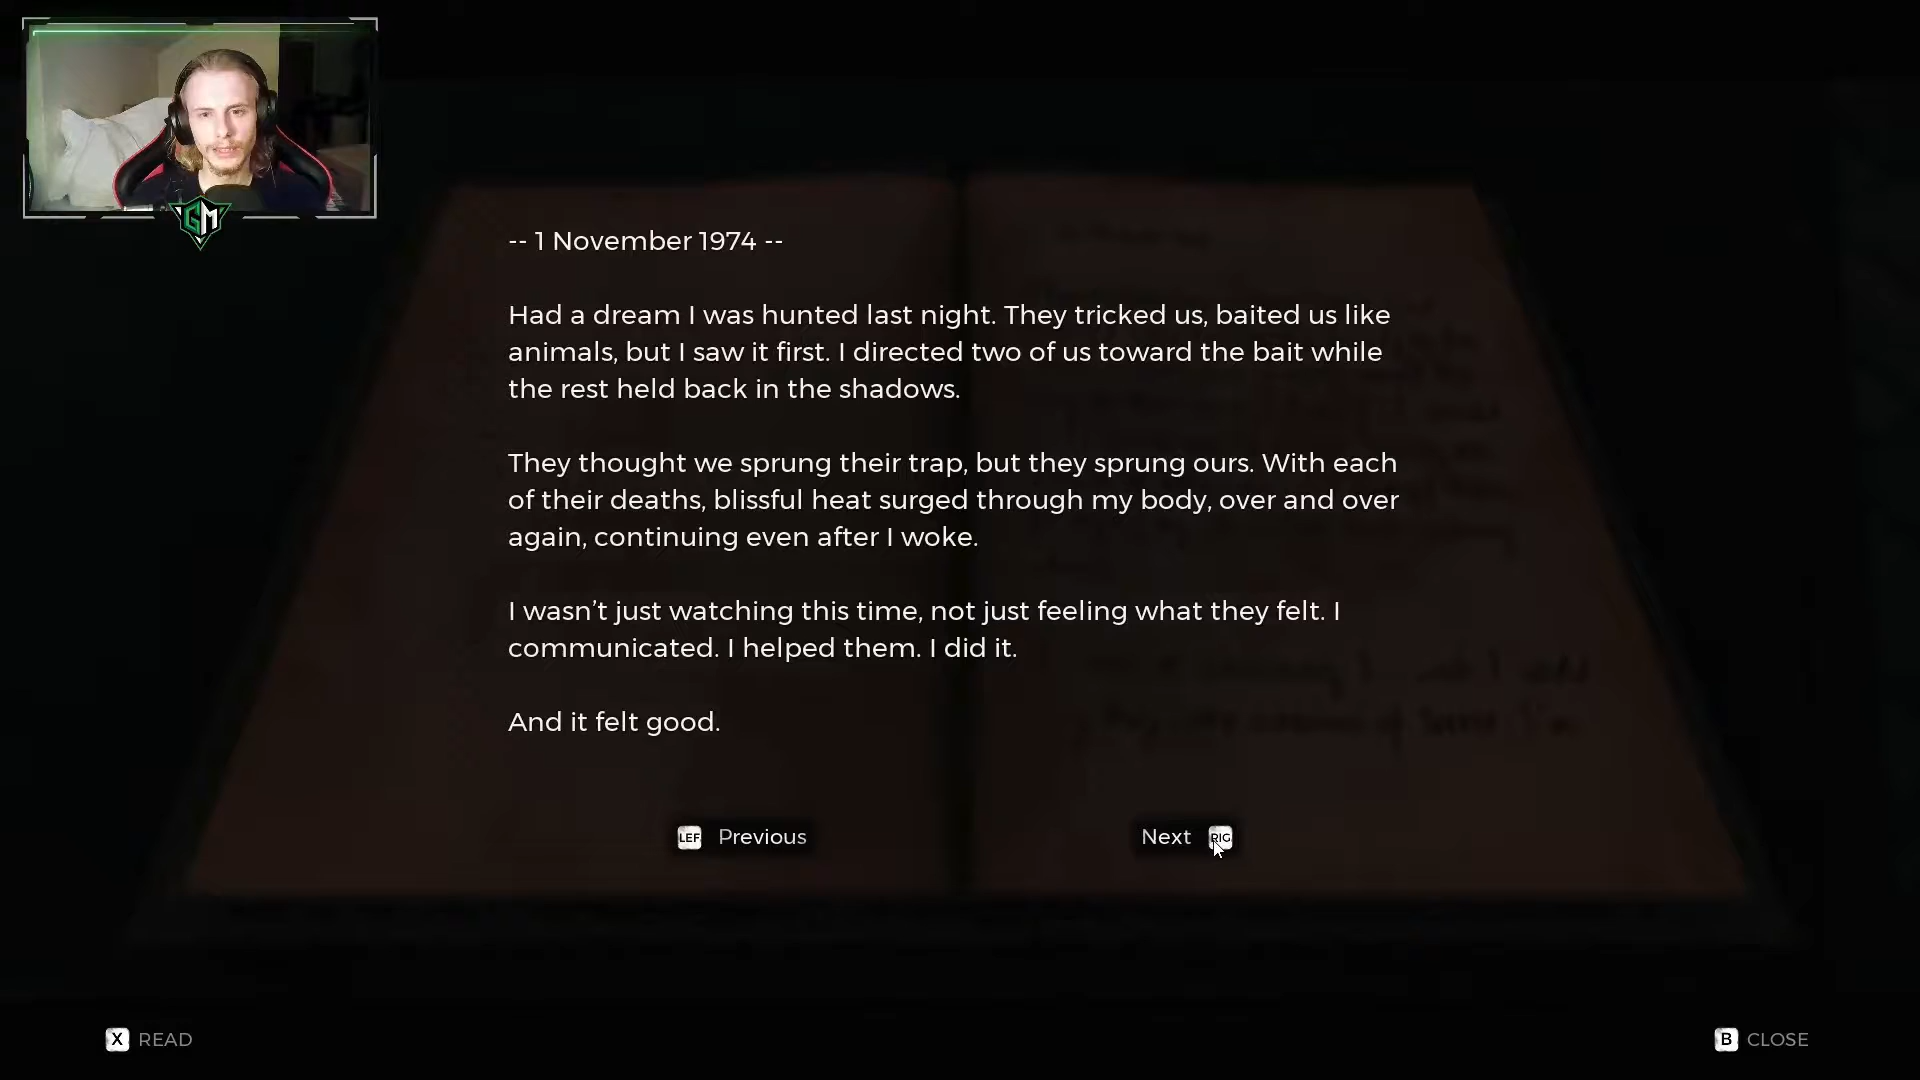 GM
-- 1 November 1974 --
Had a dream I was hunted last night. They tricked us, baited us like
animals, but I saw it first. I directed two of us toward the bait while
the rest held back in the shadows.
They thought we sprung their trap, but they sprung ours. With each
of their deaths, blissful heat surged through my body, over and over
again, continuing even after I woke.
I wasn’t just watching this time, not just feeling what they felt. I
communicated. I helped them. I did it.
And it felt good.
LEF Previous
Next RIG
X READ
B CLOSE